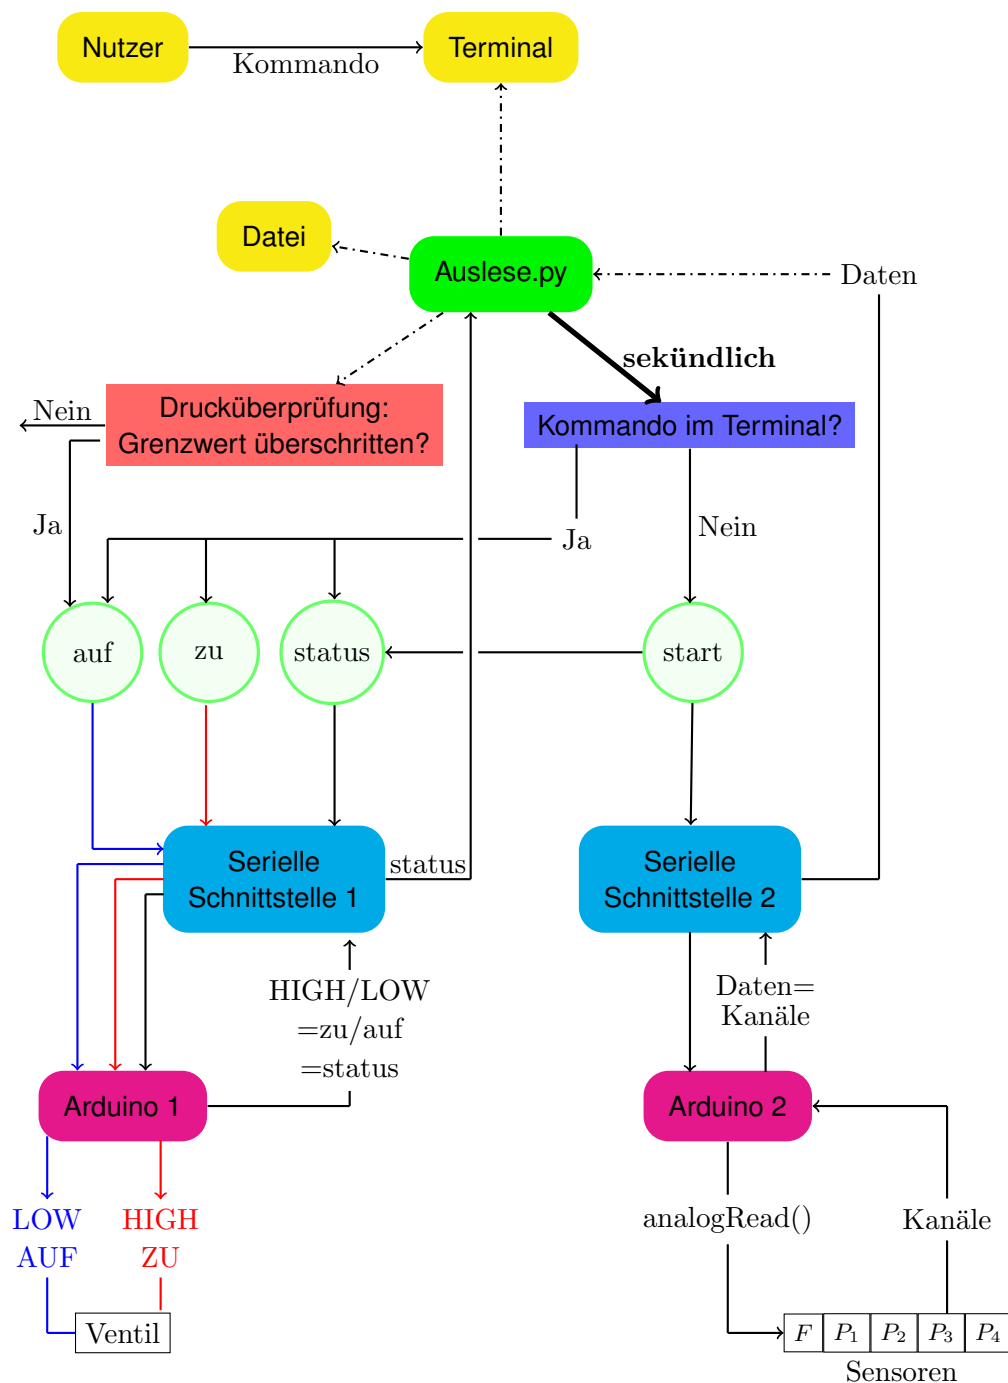 Nutzer
Kommando
Terminal
Datei
Auslese.py
Daten
sekündlich
Nein
Drucküberprüfung:
Grenzwert überschritten?
Kommando im Terminal?
Ja
Ja
Nein
auf
zu
status
start
Serielle
Schnittstelle 1
status
Serielle
Schnittstelle 2
HIGH/LOW
=zu/auf
=status
Daten=
Kanäle
Arduino 1
Arduino 2
LOW
AUF
HIGH
ZU
analogRead()
Kanäle
Ventil
F P1 P2 P3 P4
Sensoren